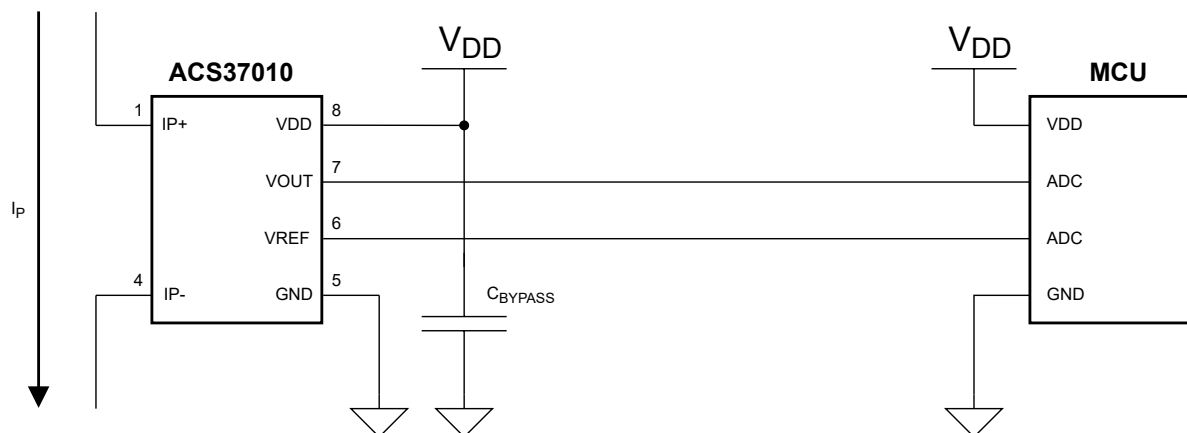 VDD
VDD
ACS37010
MCU
1
IP+
VDD
8
VDD
VOUT
7
ADC
IP
VREF
6
ADC
4
IP-
GND
5
CBYPASS
GND